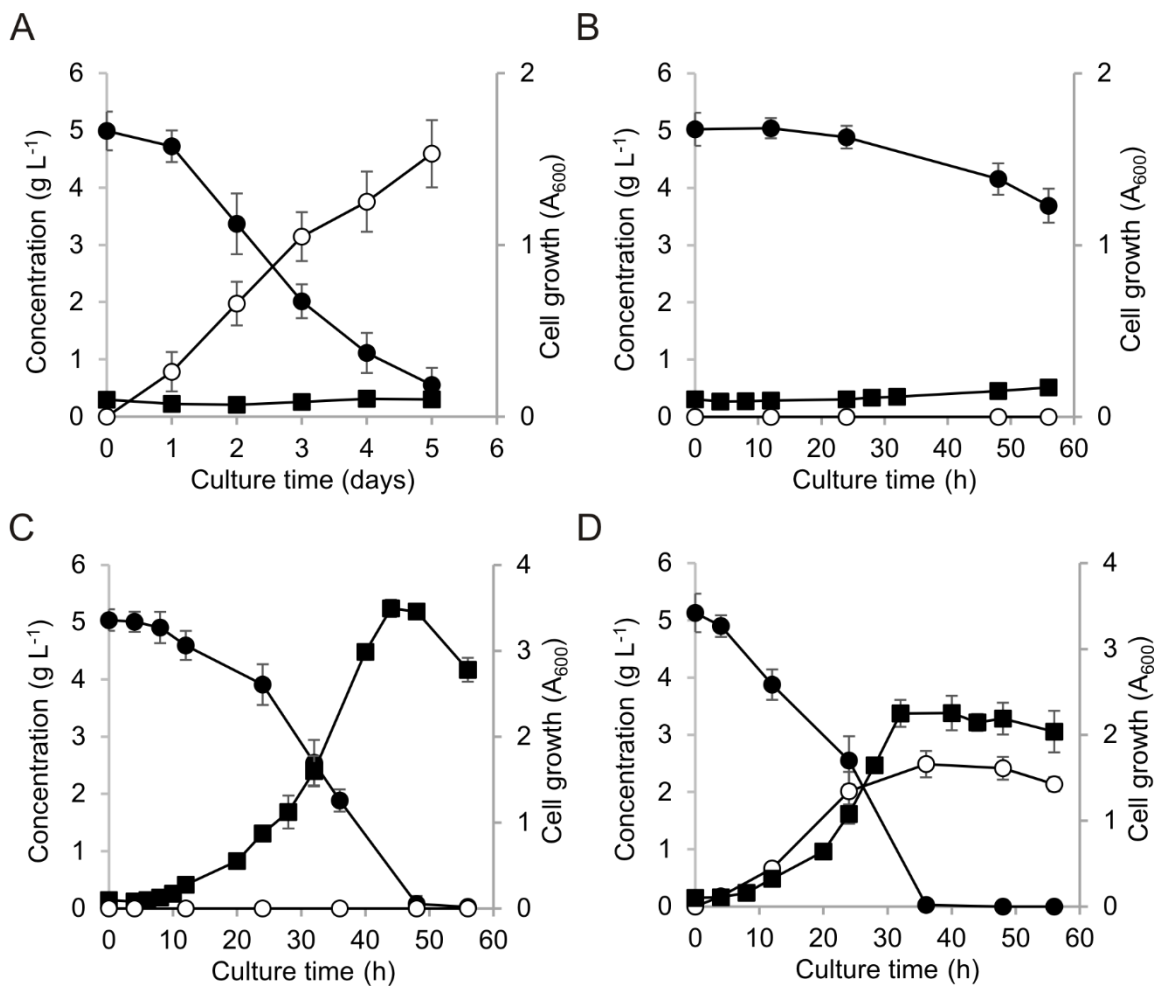 A
B
6
5
4
3
2
1
0
Concentration (g L-1)
2
1
0
Cell growth (A600)
0 1 2 3 4 5 6
Culture time (days)
6
5
4
3
2
1
0
Concentration (g L-1)
2
1
0
Cell growth (A600)
0 10 20 30 40 50 60
Culture time (h)
C
D
6
5
4
3
2
1
0
Concentration (g L-1)
4
3
2
1
0
Cell growth (A600)
0 10 20 30 40 50 60
Culture time (h)
6
5
4
3
2
1
0
Concentration (g L-1)
4
3
2
1
0
Cell growth (A600)
0 10 20 30 40 50 60
Culture time (h)